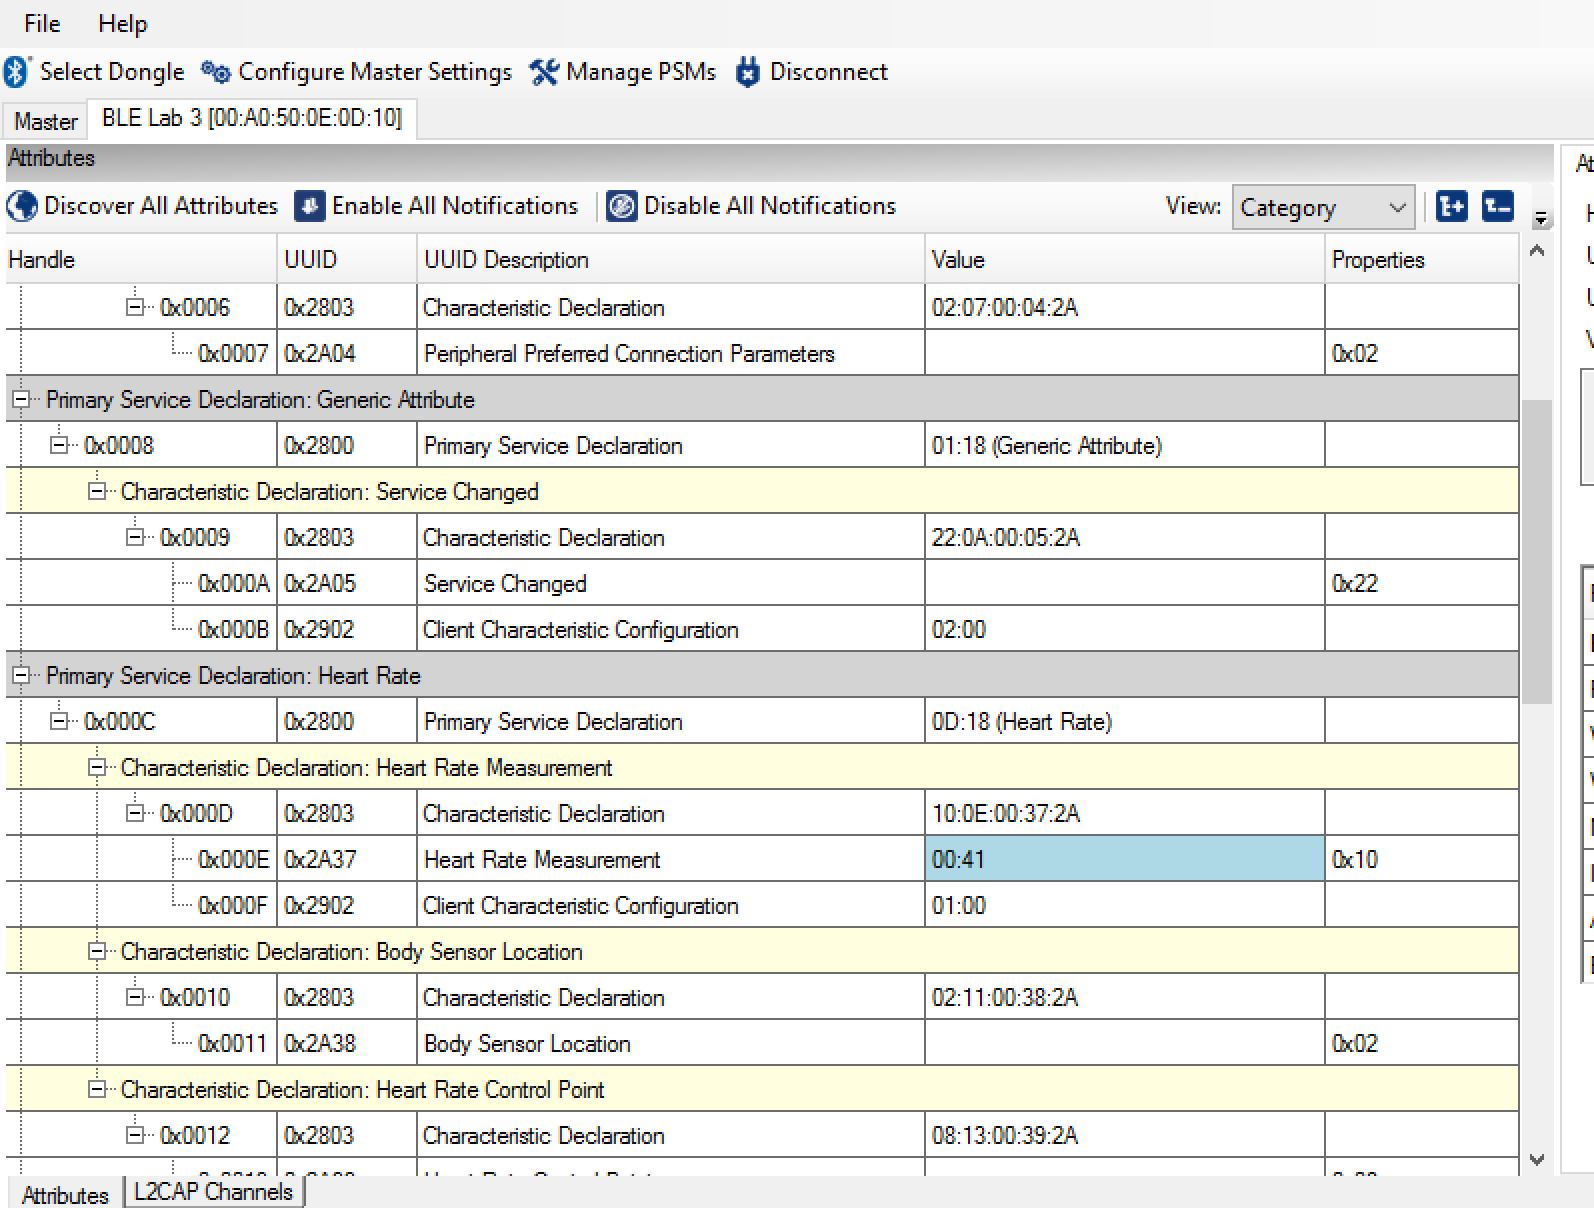 File Help
Select Dongle Configure Master Settings Manage PSMs Disconnect
Master BLE Lab 3 [00:A0:50:0E:0D:10]
Attributes
Discover All Attributes Enable All Notifications Disable All Notifications View: Category
Handle UUID UUID Description Value Properties
0x0006 0x2803 Characteristic Declaration 02:07:00:04:2A
0x0007 0x2A04 Peripheral Preferred Connection Parameters 0x02
Primary Service Declaration: Generic Attribute
0x0008 0x2800 Primary Service Declaration 01:18 (Generic Attribute)
Characteristic Declaration: Service Changed
0x0009 0x2803 Characteristic Declaration 22:0A:00:05:2A
0x000A 0x2A05 Service Changed 0x22
0x000B 0x2902 Client Characteristic Configuration 02:00
Primary Service Declaration: Heart Rate
0x000C 0x2800 Primary Service Declaration 0D:18 (Heart Rate)
Characteristic Declaration: Heart Rate Measurement
0x000D 0x2803 Characteristic Declaration 10:0E:00:37:2A
0x000E 0x2A37 Heart Rate Measurement 00:41 0x10
0x000F 0x2902 Client Characteristic Configuration 01:00
Characteristic Declaration: Body Sensor Location
0x0010 0x2803 Characteristic Declaration 02:11:00:38:2A
0x0011 0x2A38 Body Sensor Location 0x02
Characteristic Declaration: Heart Rate Control Point
0x0012 0x2803 Characteristic Declaration 08:13:00:39:2A
Attributes L2CAP Channels